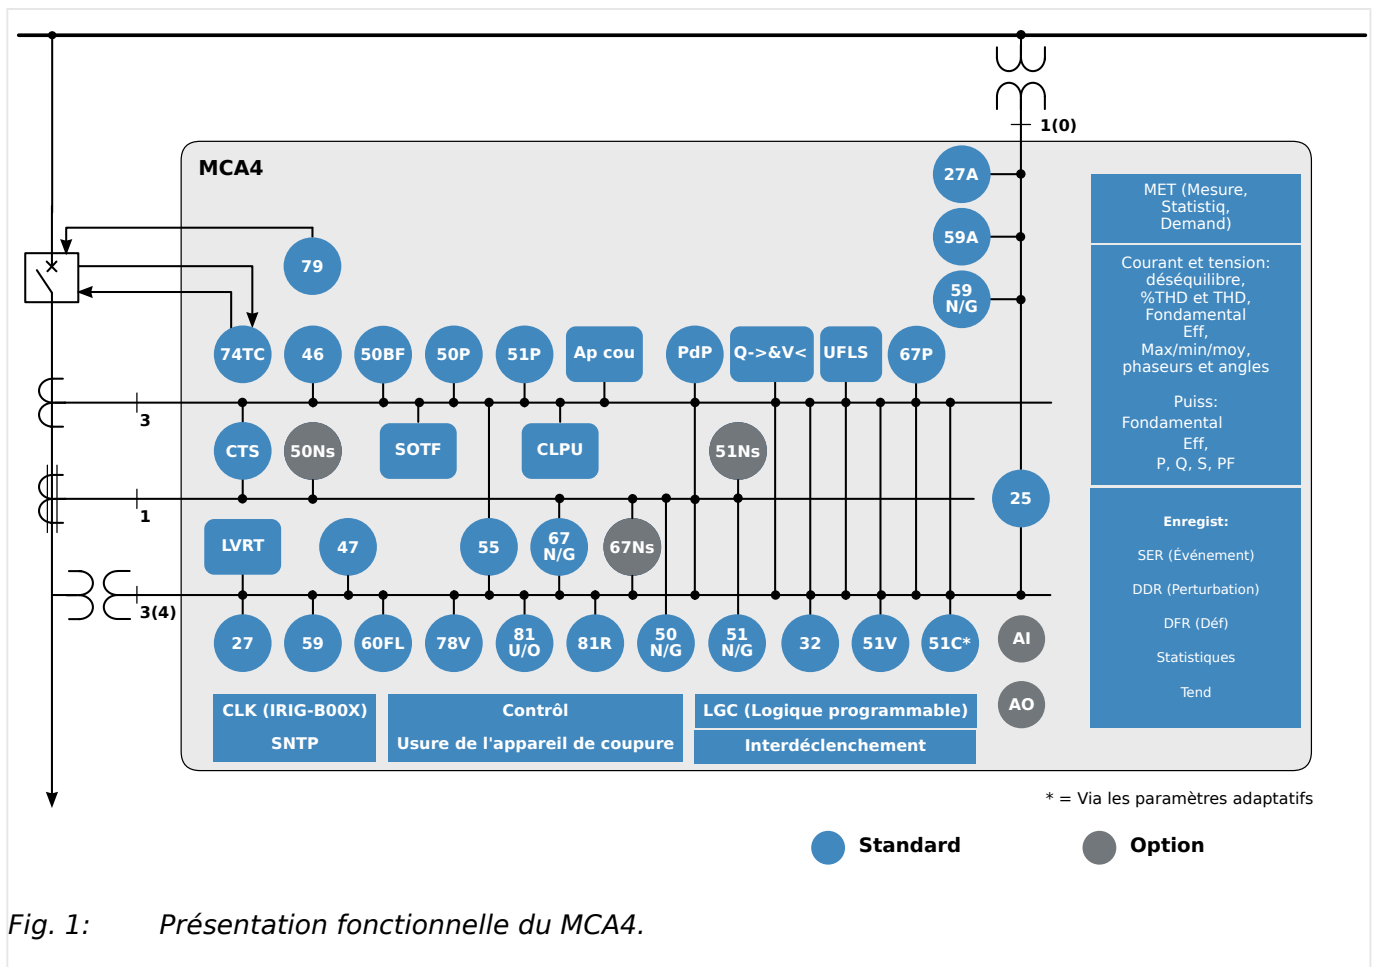 1(0)
MCA4
27A
MET (Mesure,
Statistiq,
Demand)
59A
79
Courant et tension:
déséquilibre,
%THD et THD,
Fondamental
Eff,
Max/min/moy,
phaseurs et angles
59
N/G
74TC
46
50BF
50P
51P
Ap cou
PdP
Q->&V<
UFLS
67P
Puiss:
Fondamental
Eff,
P, Q, S, PF
3
CTS
50Ns
SOTF
CLPU
51Ns
25
1
Enregist:
SER (Événement)
DDR (Perturbation)
DFR (Déf)
Statistiques
Tend
LVRT
47
55
67
N/G
67Ns
3(4)
27
59
60FL
78V
81
U/O
81R
50
N/G
51
N/G
32
51V
51C*
AI
AO
CLK (IRIG-B00X)
SNTP
Contrôl
Usure de l'appareil de coupure
LGC (Logique programmable)
Interdéclenchement
* = Via les paramètres adaptatifs
Standard
Option
Fig. 1: Présentation fonctionnelle du MCA4.